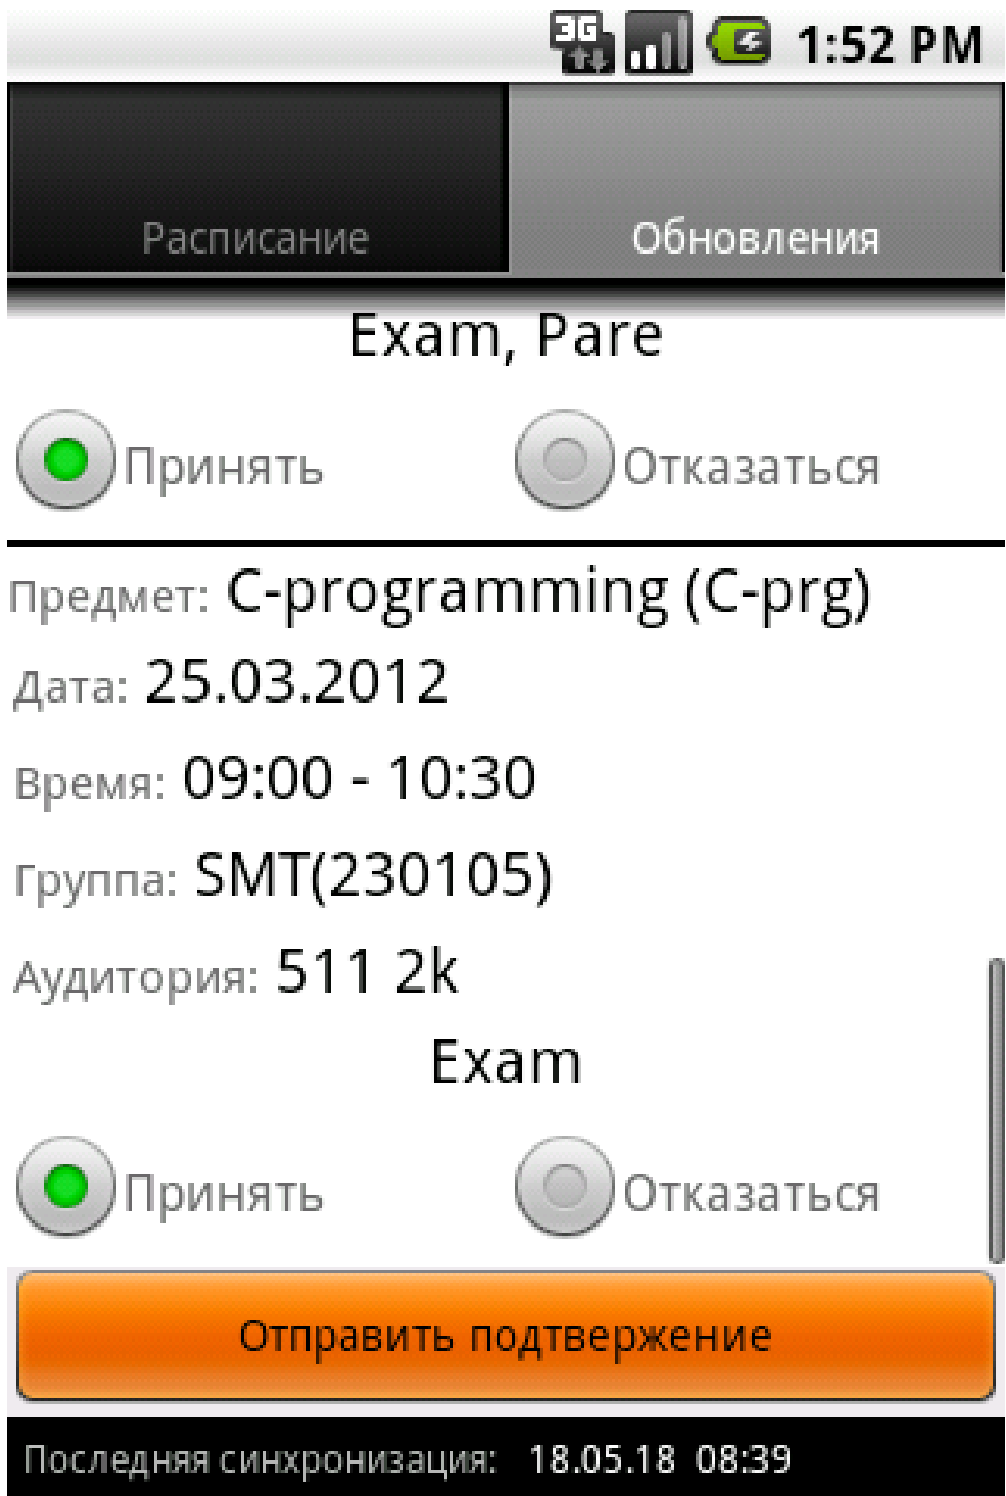 3G 1:52 PM
Расписание Обновления
Exam, Pare
Принять Отказаться
Предмет: C-programming (C-prg)
Дата: 25.03.2012
Время: 09:00 - 10:30
Группа: SMT(230105)
Аудитория: 511 2k
Exam
Принять Отказаться
Отправить подтвержение
Последняя синхронизация: 18.05.18 08:39